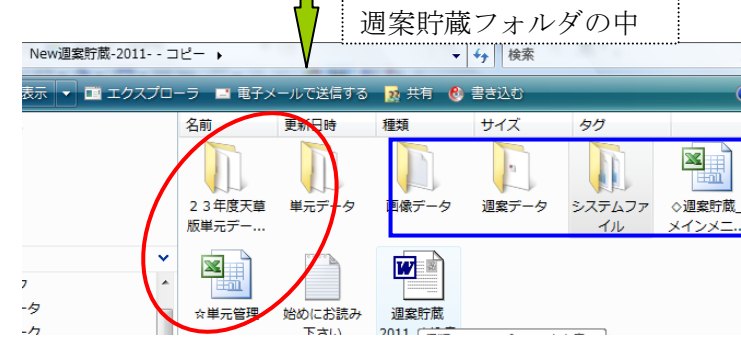 週案貯蔵フォルダの中
New週案貯蔵-2011- - コピー
検索
表示
エクスプローラ
電子メールで送信する
共有
書き込む
名前
更新日時
種類
サイズ
タグ
２３年度天草
版単元デー...
単元データ
画像データ
週案データ
システムファ
イル
◇週案貯蔵_
メインメニ...
☆単元管理
始めにお読み
下さい
週案貯蔵
ータ